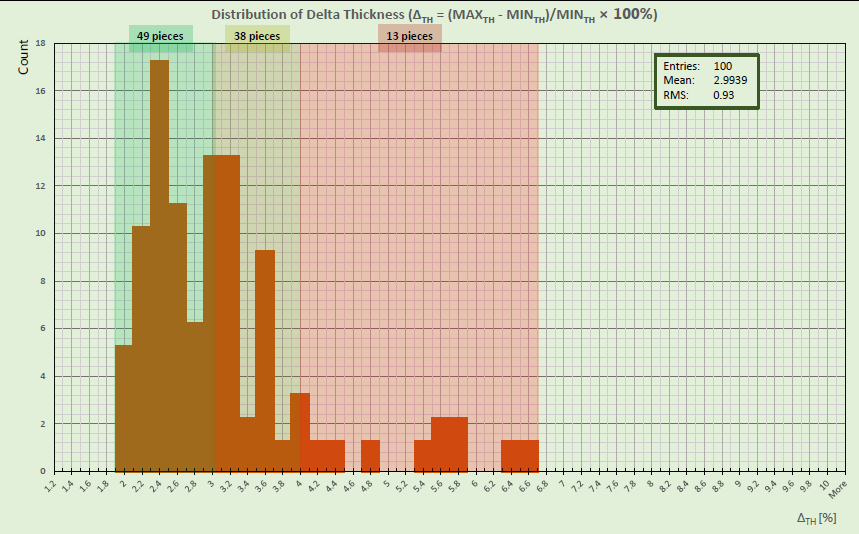 Distribution of Delta Thickness (Δ_TH = (MAX_TH - MIN_TH)/MIN_TH × 100%)
49 pieces 38 pieces 13 pieces
Count
Entries: 100
Mean: 2.9939
RMS: 0.93
18
16
14
12
10
8
6
4
2
0
1.2 1.4 1.6 1.8 2 2.2 2.4 2.6 2.8 3 3.2 3.4 3.6 3.8 4 4.2 4.4 4.6 4.8 5 5.2 5.4 5.6 5.8 6 6.2 6.4 6.6 6.8 7 7.2 7.4 7.6 7.8 8 8.2 8.4 8.6 8.8 9 9.2 9.4 9.6 9.8 10 More
Δ_TH [%]